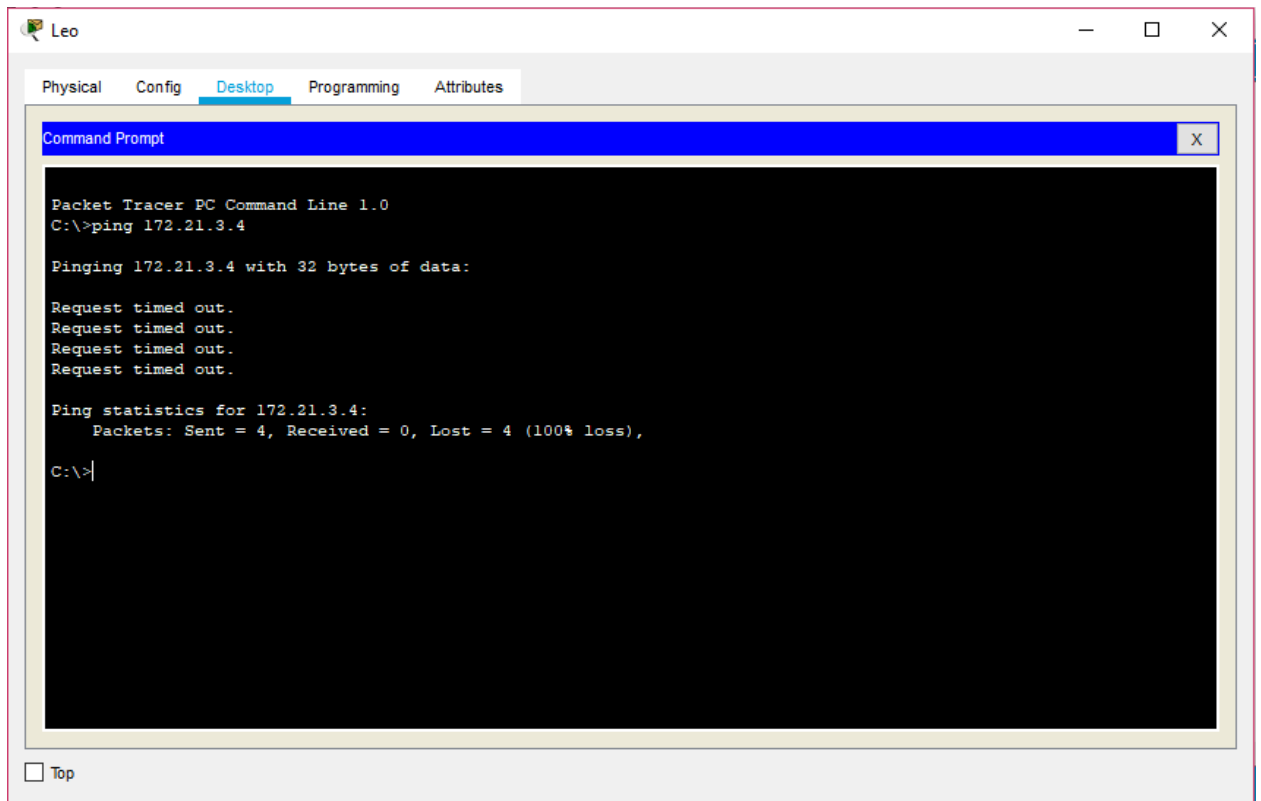 Leo
Physical Config Desktop Programming Attributes
Command Prompt
X
Packet Tracer PC Command Line 1.0
C:\>ping 172.21.3.4
Pinging 172.21.3.4 with 32 bytes of data:
Request timed out.
Request timed out.
Request timed out.
Request timed out.
Ping statistics for 172.21.3.4:
Packets: Sent = 4, Received = 0, Lost = 4 (100% loss),
C:\>
Top